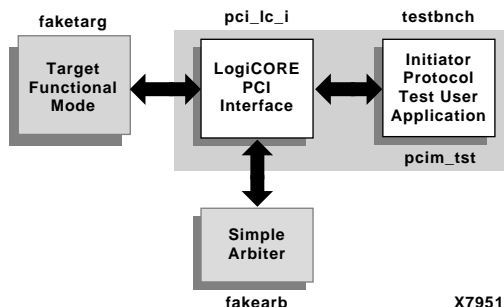 faketarg
pci_lc_i
testbnch
Target
Functional
Mode
LogiCORE
PCI
Interface
Initiator
Protocol
Test User
Application
pcim_tst
Simple
Arbiter
fakearb
X7951